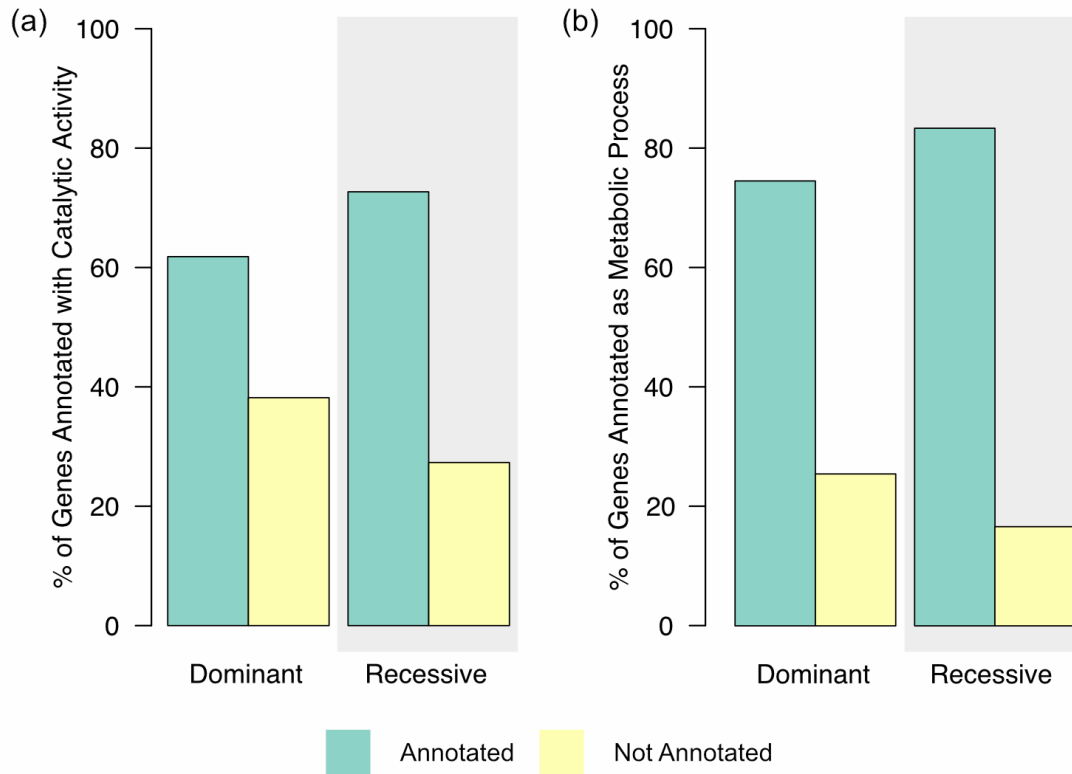 (a)
% of Genes Annotated with Catalytic Activity
100
80
60
40
20
0
Dominant Recessive
(b)
% of Genes Annotated as Metabolic Process
100
80
60
40
20
0
Dominant Recessive
Annotated Not Annotated